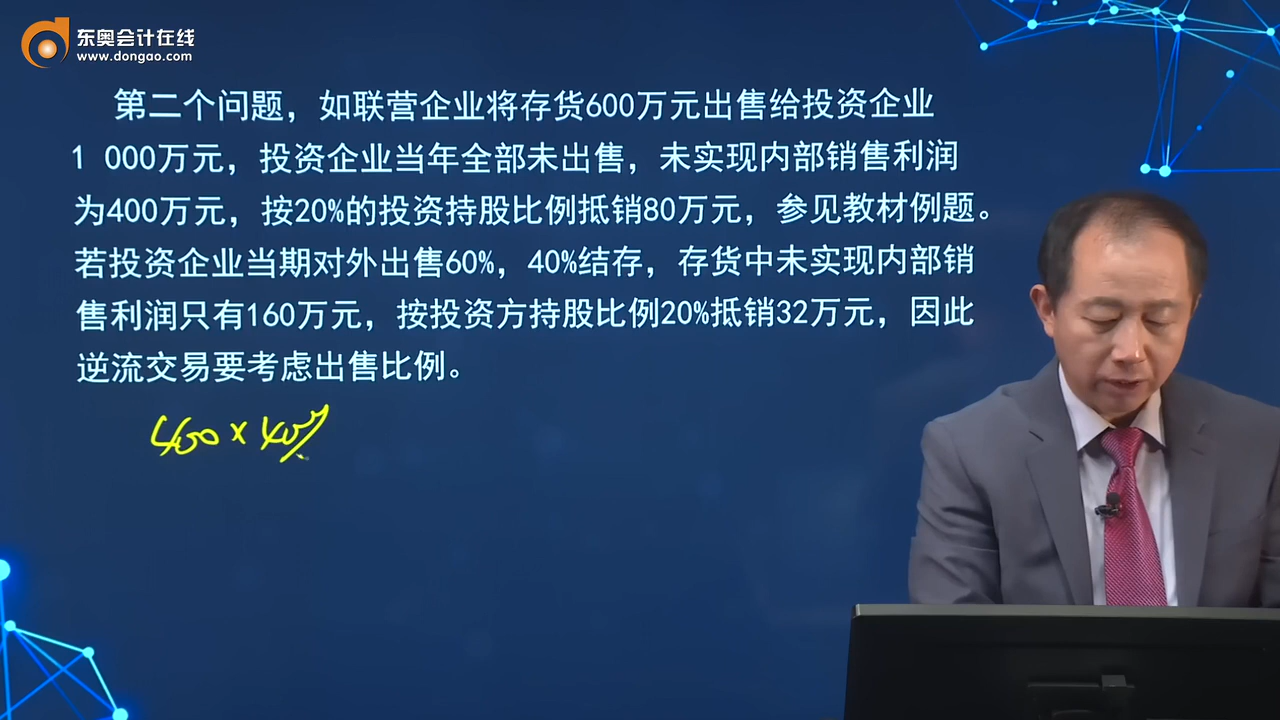 东奥会计在线
www.dongao.com
第二个问题，如联营企业将存货600万元出售给投资企业
1 000万元，投资企业当年全部未出售，未实现内部销售利润
为400万元，按20%的投资持股比例抵销80万元，参见教材例题。
若投资企业当期对外出售60%，40%结存，存货中未实现内部销
售利润只有160万元，按投资方持股比例20%抵销32万元，因此
逆流交易要考虑出售比例。
400×40%